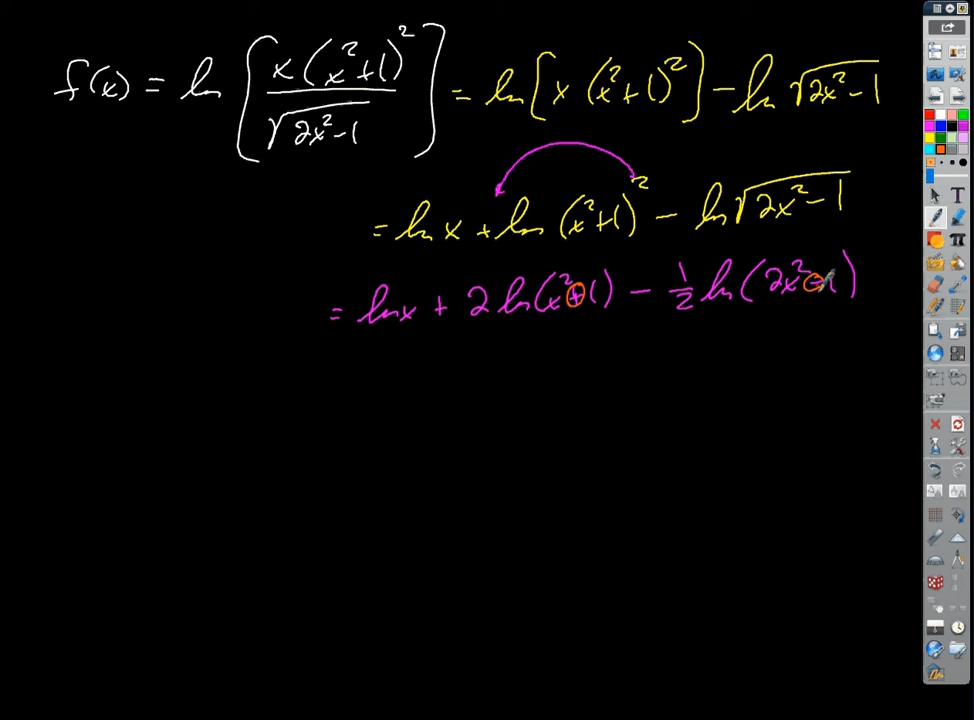 f(x) = ln [ x(x²+1)² / √(2x²-1) ] = ln[x (x²+1)²] - ln √(2x²-1)
= ln x + ln (x²+1)² - ln √(2x²-1)
= ln x + 2 ln(x²+1) - 1/2 ln(2x²-1)